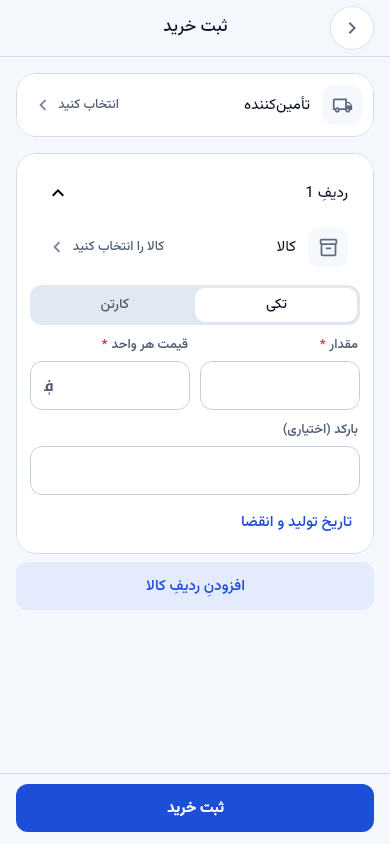 ثبت خرید
تأمین‌کننده
انتخاب کنید
ردیفِ 1
کالا
کالا را انتخاب کنید
تکی
کارتن
مقدار *
قیمت هر واحد *
؋
بارکد (اختیاری)
تاریخ تولید و انقضا
افزودنِ ردیفِ کالا
ثبت خرید